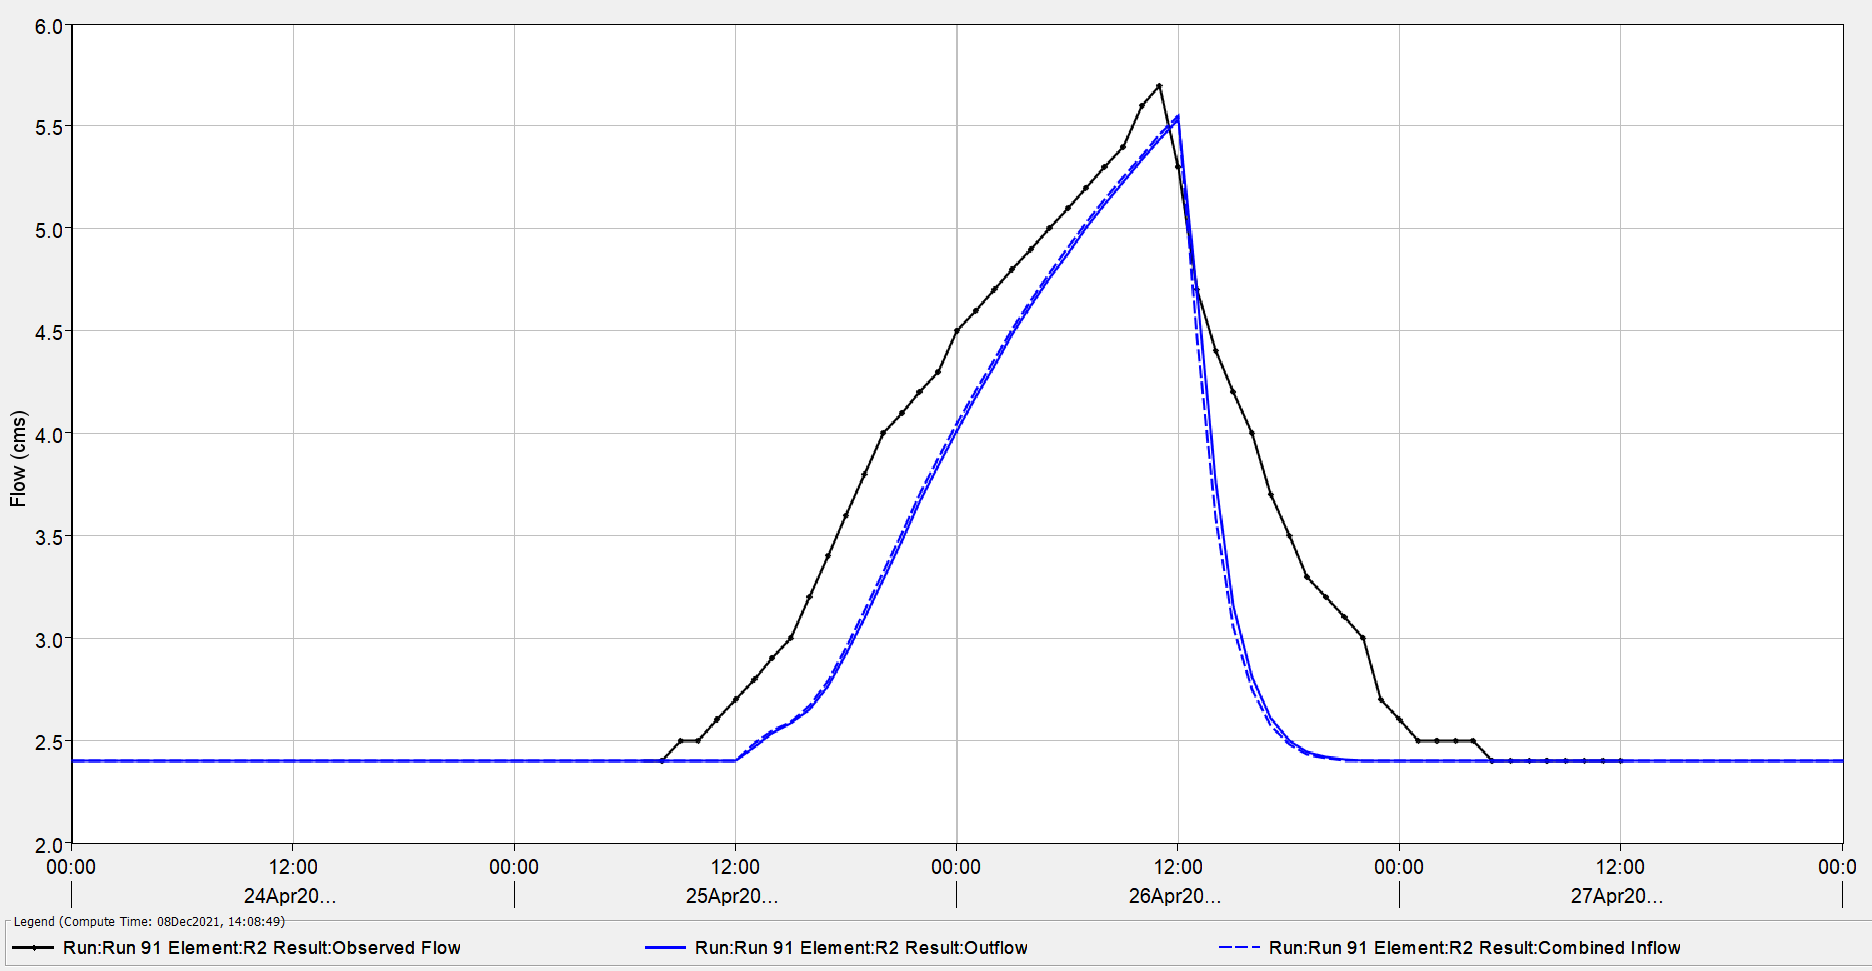 6.0
5.5
5.0
4.5
4.0
3.5
3.0
2.5
2.0
Flow (cms)
00:00 12:00 00:00 12:00 00:00 12:00 00:00 12:00 00:0
24Apr20... 25Apr20... 26Apr20... 27Apr20...
Legend (Compute Time: 08Dec2021, 14:08:49)
Run:Run 91 Element:R2 Result:Observed Flow Run:Run 91 Element:R2 Result:Outflow Run:Run 91 Element:R2 Result:Combined Inflow